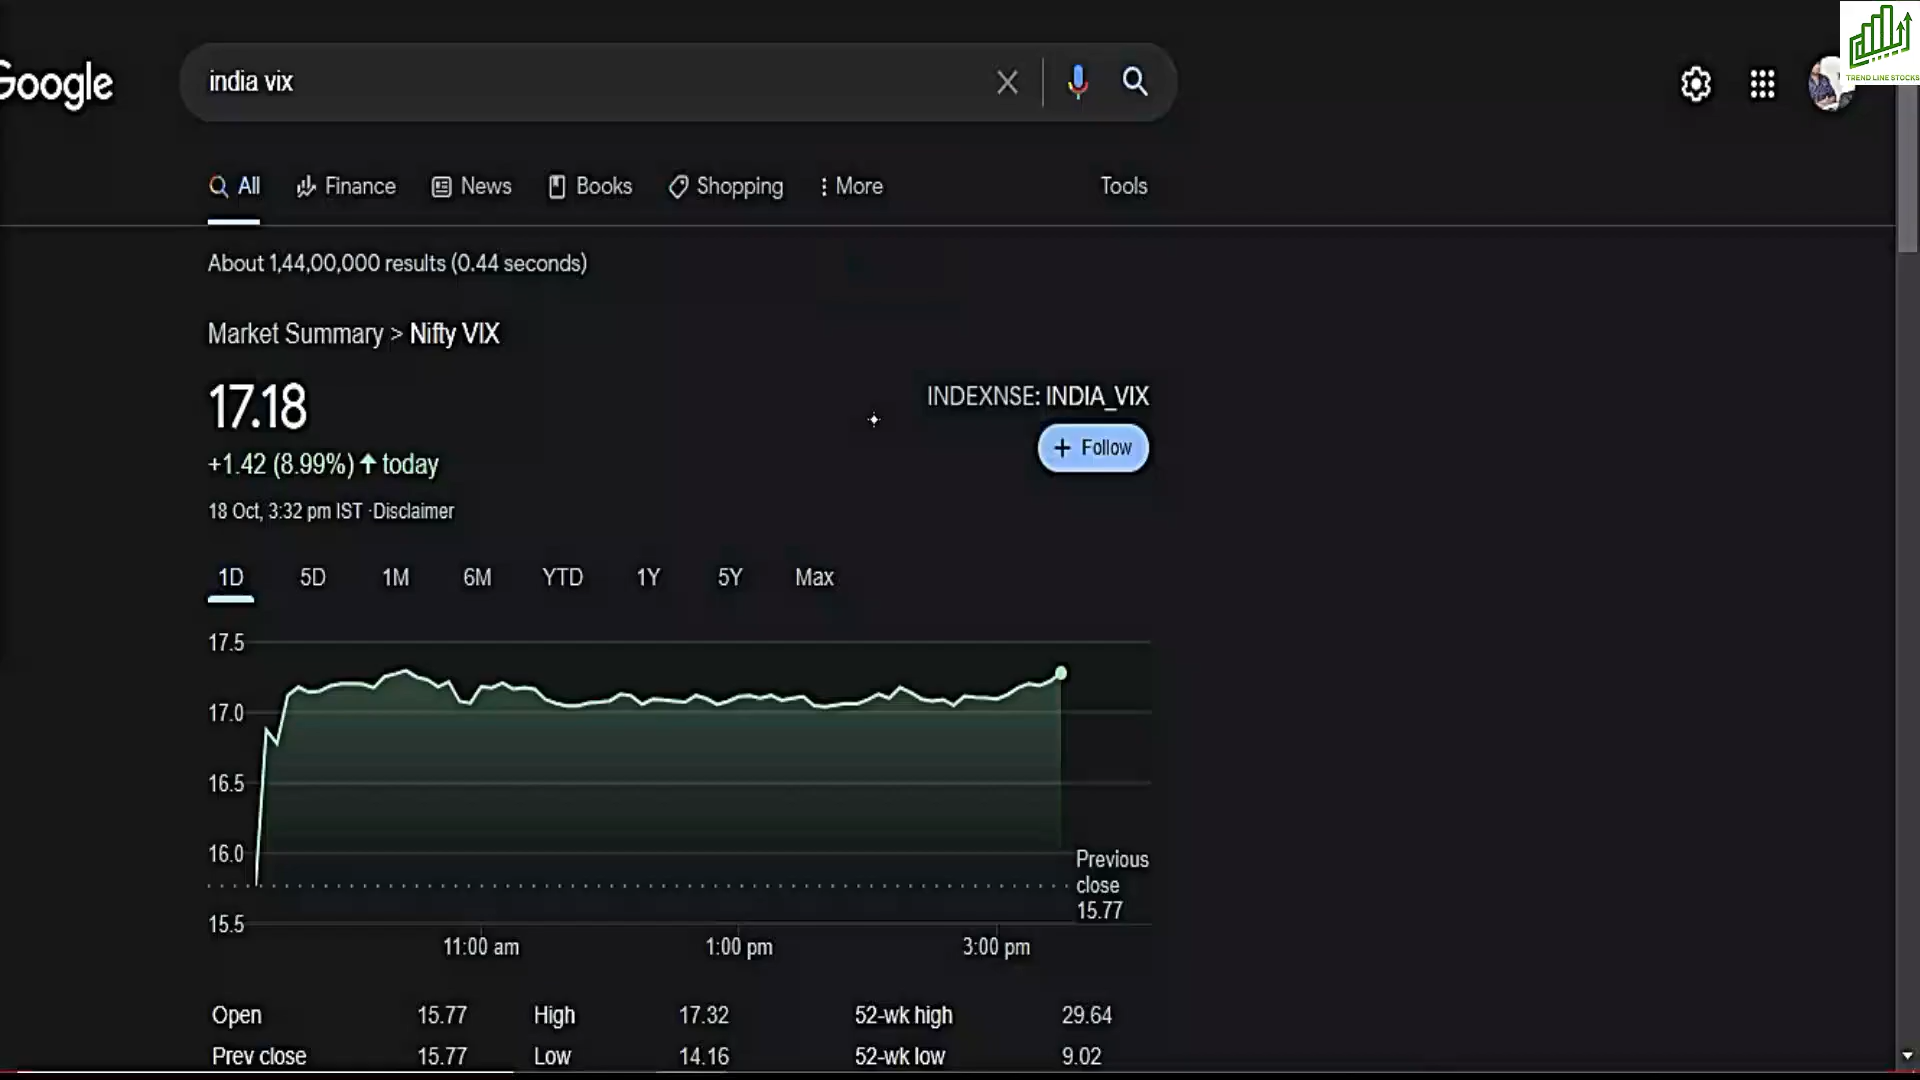 TREND LINE STOCKS
Google
india vix
All Finance News Books Shopping More Tools
About 1,44,00,000 results (0.44 seconds)
Market Summary > Nifty VIX
17.18
INDEXNSE: INDIA_VIX
+ Follow
+1.42 (8.99%) ↑ today
18 Oct, 3:32 pm IST ·Disclaimer
1D 5D 1M 6M YTD 1Y 5Y Max
17.5
17.0
16.5
16.0
Previous
close
15.77
15.5
11:00 am 1:00 pm 3:00 pm
Open 15.77 High 17.32 52-wk high 29.64
Prev close 15.77 Low 14.16 52-wk low 9.02